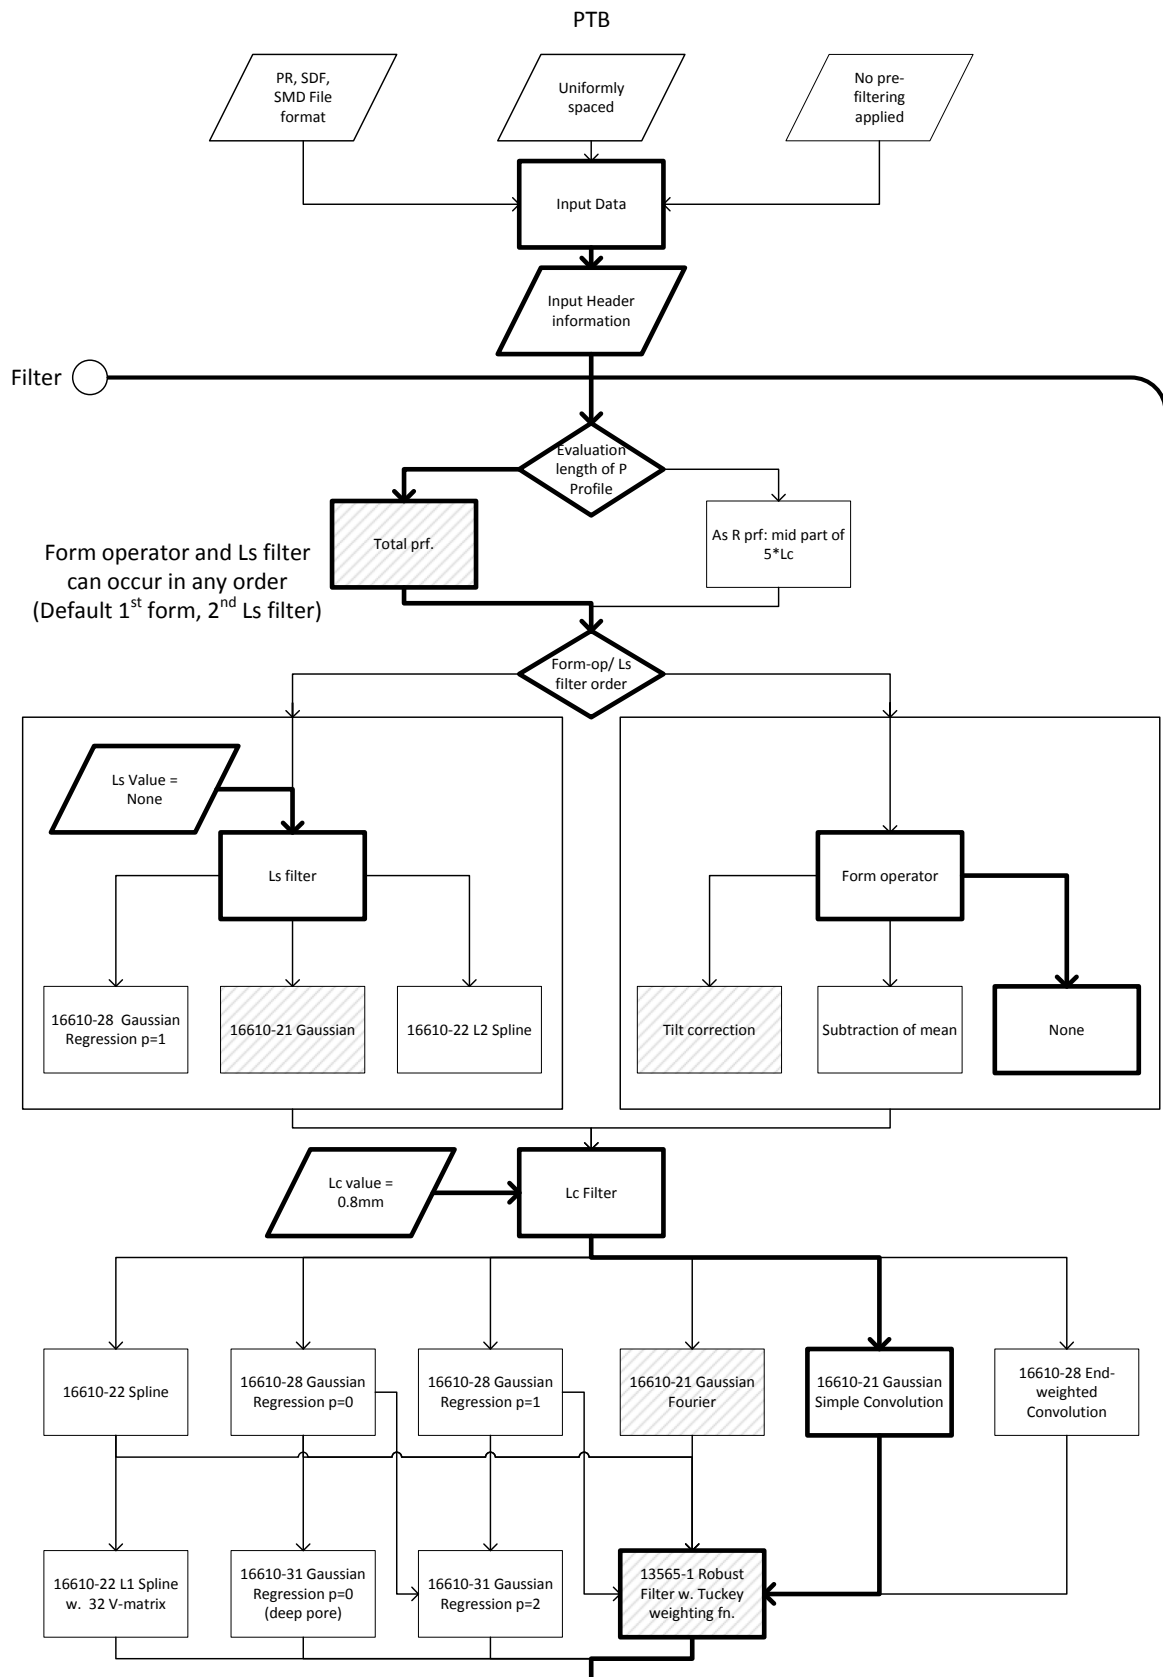 PTB
PR, SDF,
SMD File
format
Uniformly
spaced
No pre-
filtering
applied
Input Data
Input Header
information
Filter
Evaluation
length of P
Profile
Total prf.
As R prf: mid part of
5*Lc
Form operator and Ls filter
can occur in any order
(Default 1st form, 2nd Ls filter)
Form-op/ Ls
filter order
Ls Value =
None
Ls filter
Form operator
16610-28 Gaussian
Regression p=1
16610-21 Gaussian
16610-22 L2 Spline
Tilt correction
Subtraction of mean
None
Lc value =
0.8mm
Lc Filter
16610-22 Spline
16610-28 Gaussian
Regression p=0
16610-28 Gaussian
Regression p=1
16610-21 Gaussian
Fourier
16610-21 Gaussian
Simple Convolution
16610-28 End-
weighted
Convolution
16610-22 L1 Spline
w. 32 V-matrix
16610-31 Gaussian
Regression p=0
(deep pore)
16610-31 Gaussian
Regression p=2
13565-1 Robust
Filter w. Tuckey
weighting fn.